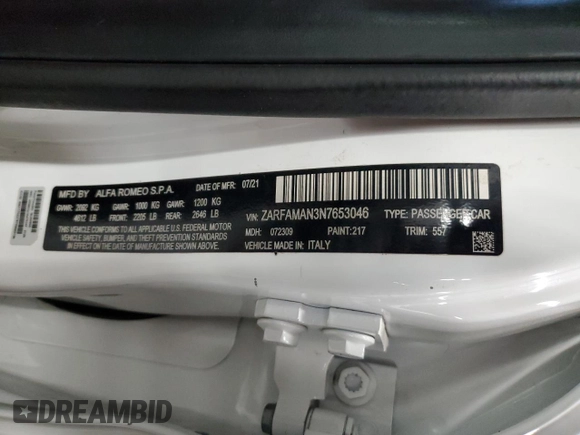 MFD BY ALFA ROMEO S.P.A. DATE OF MFR: 07/21
GVWR: 2082 KG GAWR: 1000 KG GAWR: 1200 KG
4612 LB FRONT: 2205 LB REAR: 2646 LB
THIS CONFORMS TO ALL APPLICABLE U.S. FEDERAL MOTOR
VEHICLE SAFETY, BUMPER, AND THEFT PREVENTION STANDARDS
IN EFFECT ON THE DATE OF MANUFACTURE SHOWN ABOVE.
VIN: ZARFAMAN3N7653046 TYPE: PASSENGER CAR
MDH: 072309 PAINT: 217 TRIM: 557
VEHICLE MADE IN: ITALY
DREAMBID